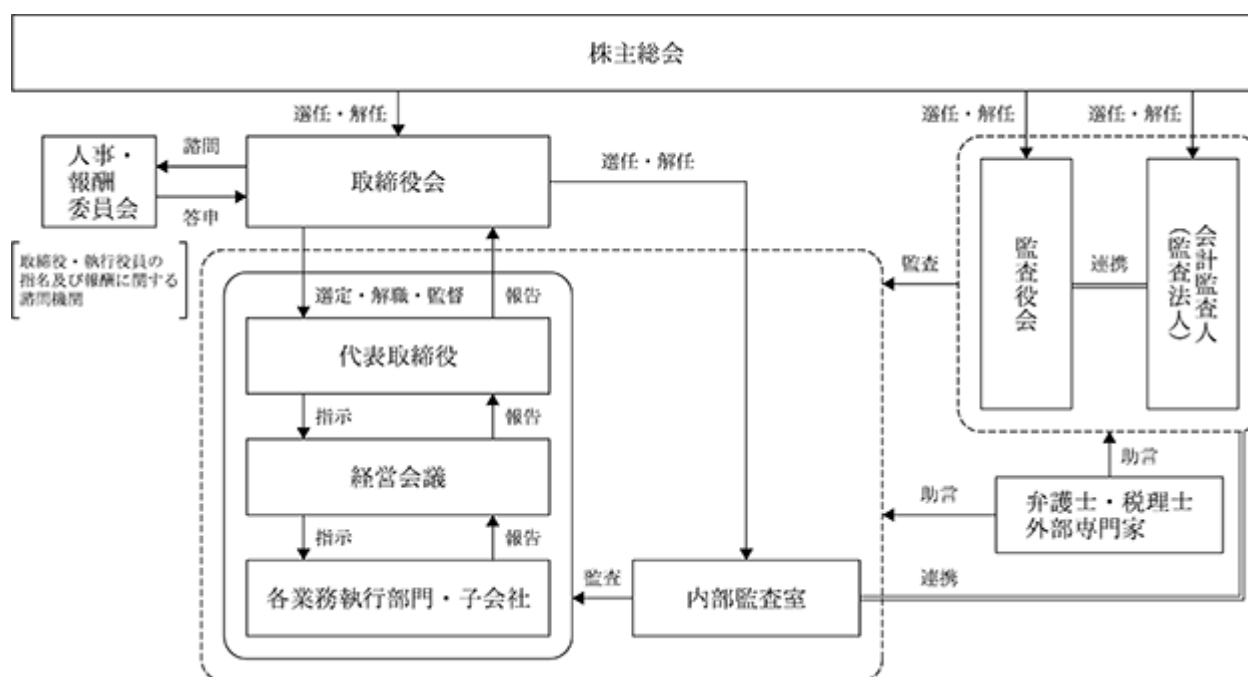 株主総会
選任・解任
選任・解任
選任・解任
人事・
報酬
委員会
諮問
答申
取締役会
選任・解任
取締役・執行役員の
指名及び報酬に関する
諮問機関
選定・解職・監督
報告
代表取締役
指示
報告
経営会議
指示
報告
各業務執行部門・子会社
監査
内部監査室
連携
監査
監査役会
連携
会計監査人
（監査法人）
助言
助言
弁護士・税理士
外部専門家